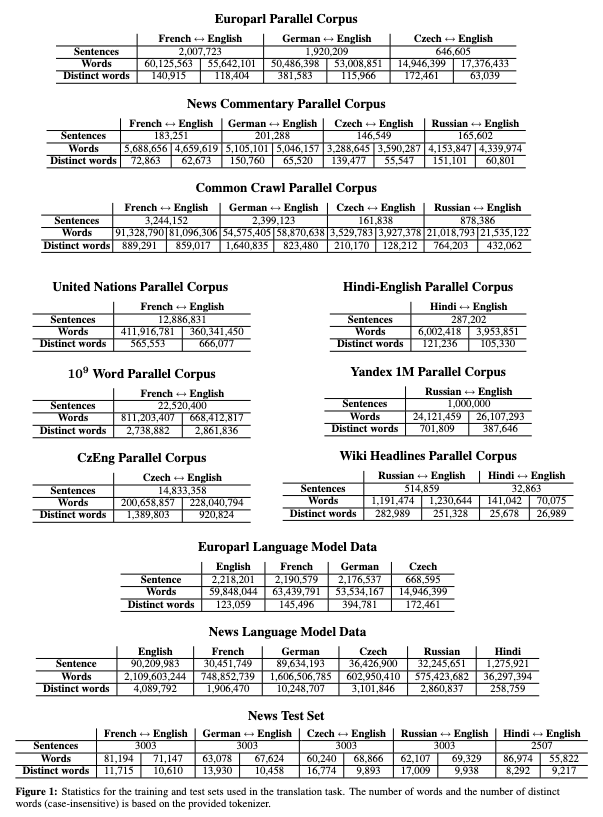 Europarl Parallel Corpus
French ↔ English German ↔ English Czech ↔ English
Sentences 2,007,723 1,920,209 646,605
Words 60,125,563 55,642,101 50,486,398 53,008,851 14,946,399 17,376,433
Distinct words 140,915 118,404 381,583 115,966 172,461 63,039
News Commentary Parallel Corpus
French ↔ English German ↔ English Czech ↔ English Russian ↔ English
Sentences 183,251 201,288 146,549 165,602
Words 5,688,656 4,659,619 5,105,101 5,046,157 3,288,645 3,590,287 4,153,847 4,339,974
Distinct words 72,863 62,673 150,760 65,520 139,477 55,547 151,101 60,801
Common Crawl Parallel Corpus
French ↔ English German ↔ English Czech ↔ English Russian ↔ English
Sentences 3,244,152 2,399,123 161,838 878,386
Words 91,328,790 81,096,306 54,575,405 58,870,638 3,529,783 3,927,378 21,018,793 21,535,122
Distinct words 889,291 859,017 1,640,835 823,480 210,170 128,212 764,203 432,062
United Nations Parallel Corpus
French ↔ English
Sentences 12,886,831
Words 411,916,781 360,341,450
Distinct words 565,553 666,077
Hindi-English Parallel Corpus
Hindi ↔ English
Sentences 287,202
Words 6,002,418 3,953,851
Distinct words 121,236 105,330
10⁹ Word Parallel Corpus
French ↔ English
Sentences 22,520,400
Words 811,203,407 668,412,817
Distinct words 2,738,882 2,861,836
Yandex 1M Parallel Corpus
Russian ↔ English
Sentences 1,000,000
Words 24,121,459 26,107,293
Distinct words 701,809 387,646
CzEng Parallel Corpus
Czech ↔ English
Sentences 14,833,358
Words 200,658,857 228,040,794
Distinct words 1,389,803 920,824
Wiki Headlines Parallel Corpus
Russian ↔ English Hindi ↔ English
Sentences 514,859 32,863
Words 1,191,474 1,230,644 141,042 70,075
Distinct words 282,989 251,328 25,678 26,989
Europarl Language Model Data
English French German Czech
Sentence 2,218,201 2,190,579 2,176,537 668,595
Words 59,848,044 63,439,791 53,534,167 14,946,399
Distinct words 123,059 145,496 394,781 172,461
News Language Model Data
English French German Czech Russian Hindi
Sentence 90,209,983 30,451,749 89,634,193 36,426,900 32,245,651 1,275,921
Words 2,109,603,244 748,852,739 1,606,506,785 602,950,410 575,423,682 36,297,394
Distinct words 4,089,792 1,906,470 10,248,707 3,101,846 2,860,837 258,759
News Test Set
French ↔ English German ↔ English Czech ↔ English Russian ↔ English Hindi ↔ English
Sentences 3003 3003 3003 3003 2507
Words 81,194 71,147 63,078 67,624 60,240 68,866 62,107 69,329 86,974 55,822
Distinct words 11,715 10,610 13,930 10,458 16,774 9,893 17,009 9,938 8,292 9,217
Figure 1: Statistics for the training and test sets used in the translation task. The number of words and the number of distinct
words (case-insensitive) is based on the provided tokenizer.